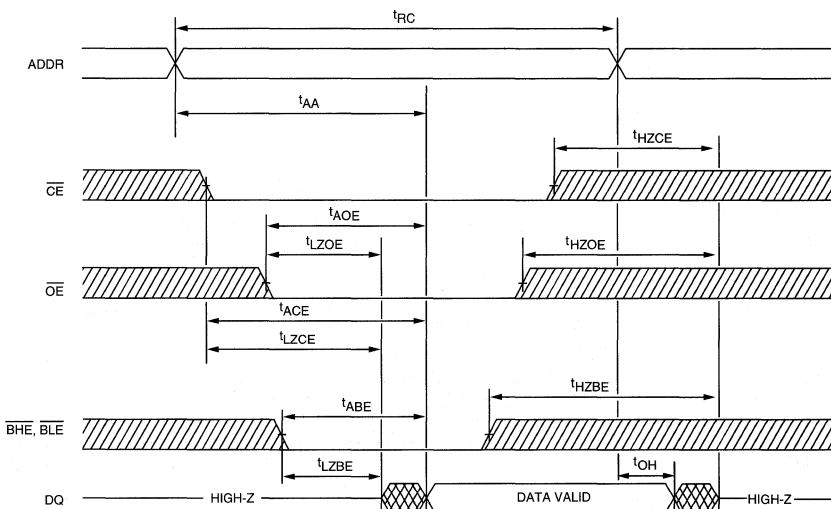 tRC
ADDR
tAA
tHZCE
CE
tAOE
tLZOE
tHZOE
OE
tACE
tLZCE
tHZBE
tABE
BHE, BLE
tLZBE
tOH
DQ HIGH-Z DATA VALID HIGH-Z